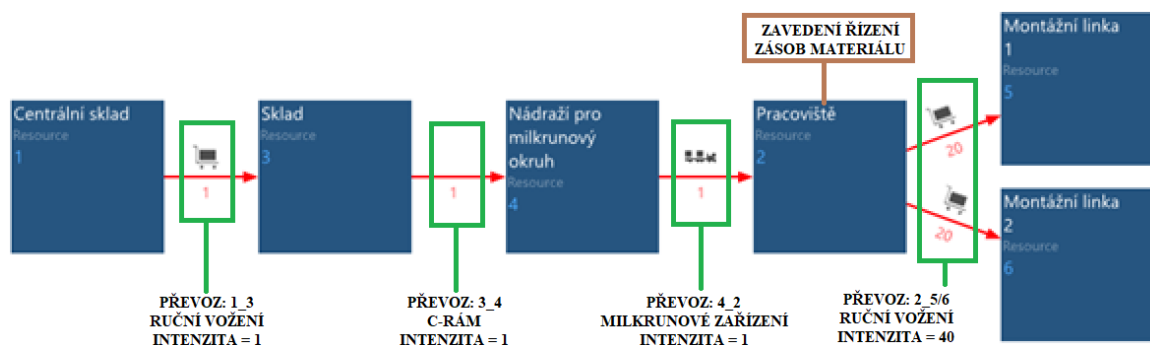 ZAVEDENÍ ŘÍZENÍ
ZÁSOB MATERIÁLU
Centrální sklad
Resource
1
1
Sklad
Resource
3
1
Nádraží pro
milkrunový
okruh
Resource
4
1
Pracoviště
Resource
2
20
20
Montážní linka
1
Resource
5
Montážní linka
2
Resource
6
PŘEVOZ: 1_3
RUČNÍ VOŽENÍ
INTENZITA = 1
PŘEVOZ: 3_4
C-RÁM
INTENZITA = 1
PŘEVOZ: 4_2
MILKRUNOVÉ ZAŘÍZENÍ
INTENZITA = 1
PŘEVOZ: 2_5/6
RUČNÍ VOŽENÍ
INTENZITA = 40